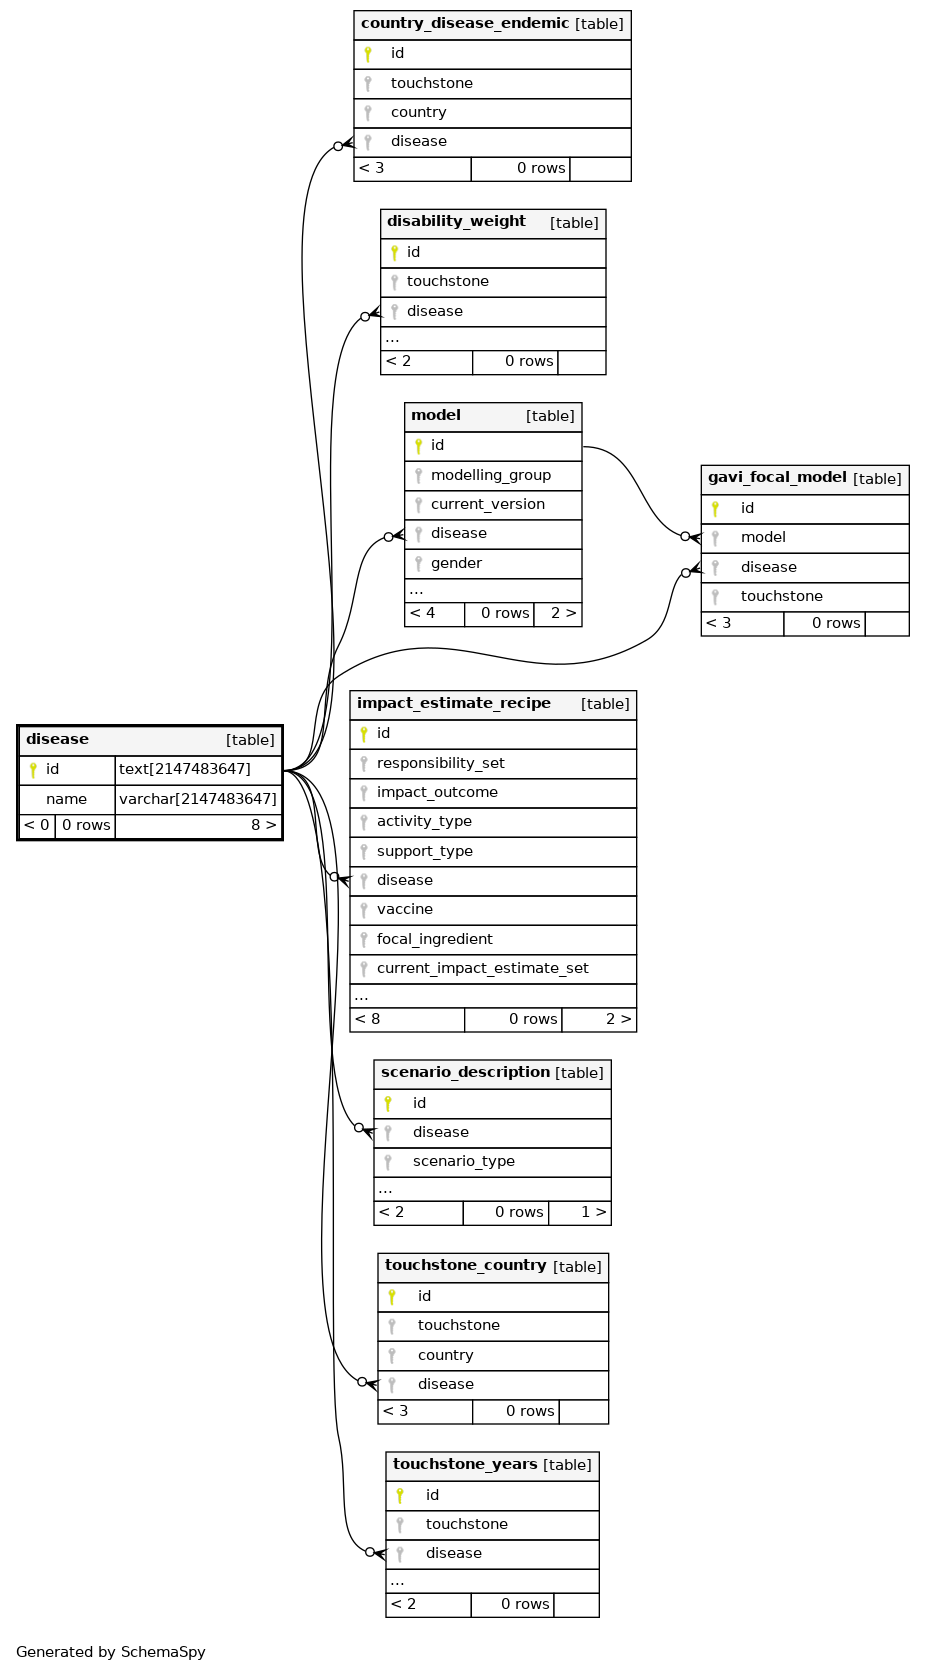 country_disease_endemic [table]
id
touchstone
country
disease
< 3 0 rows
disability_weight [table]
id
touchstone
disease
...
< 2 0 rows
model [table]
id
modelling_group
current_version
disease
gender
...
< 4 0 rows 2 >
gavi_focal_model [table]
id
model
disease
touchstone
< 3 0 rows
disease [table]
id text[2147483647]
name varchar[2147483647]
< 0 0 rows 8 >
impact_estimate_recipe [table]
id
responsibility_set
impact_outcome
activity_type
support_type
disease
vaccine
focal_ingredient
current_impact_estimate_set
...
< 8 0 rows 2 >
scenario_description [table]
id
disease
scenario_type
...
< 2 0 rows 1 >
touchstone_country [table]
id
touchstone
country
disease
< 3 0 rows
touchstone_years [table]
id
touchstone
disease
...
< 2 0 rows
Generated by SchemaSpy